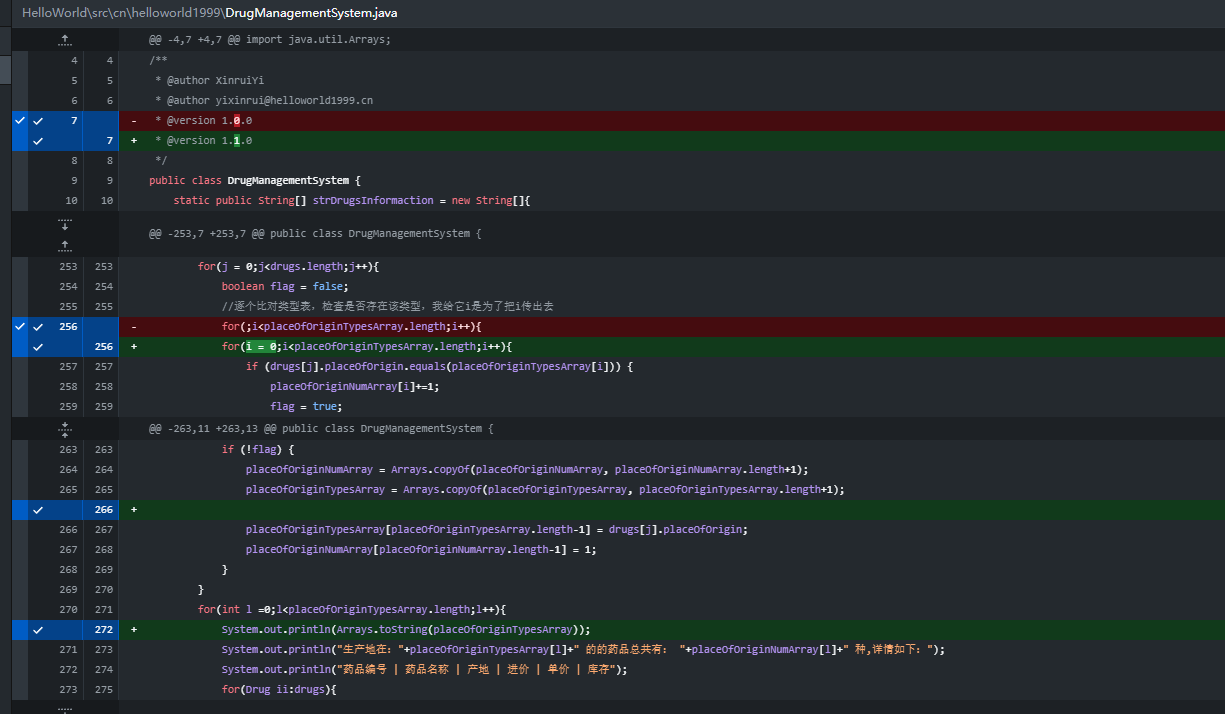 HelloWorld\src\cn\helloworld1999\DrugManagementSystem.java
@@ -4,7 +4,7 @@ import java.util.Arrays;
4 4 /**
5 5 * @author XinruiYi
6 6 * @author yixinrui@helloworld1999.cn
7 - * @version 1.0.0
7 + * @version 1.1.0
8 8 */
9 9 public class DrugManagementSystem {
10 10 static public String[] strDrugsInformaction = new String[]{
@@ -253,7 +253,7 @@ public class DrugManagementSystem {
253 253 for(j = 0;j<drugs.length;j++){
254 254 boolean flag = false;
255 255 //逐个比对类型表，检查是否存在该类型，我给它i是为了把i传出去
256 - for(;i<placeOfOriginTypesArray.length;i++){
256 + for(i = 0;i<placeOfOriginTypesArray.length;i++){
257 257 if (drugs[j].placeOfOrigin.equals(placeOfOriginTypesArray[i])) {
258 258 placeOfOriginNumArray[i]+=1;
259 259 flag = true;
@@ -263,11 +263,13 @@ public class DrugManagementSystem {
263 263 if (!flag) {
264 264 placeOfOriginNumArray = Arrays.copyOf(placeOfOriginNumArray, placeOfOriginNumArray.length+1);
265 265 placeOfOriginTypesArray = Arrays.copyOf(placeOfOriginTypesArray, placeOfOriginTypesArray.length+1);
266 +
266 267 placeOfOriginTypesArray[placeOfOriginTypesArray.length-1] = drugs[j].placeOfOrigin;
267 268 placeOfOriginNumArray[placeOfOriginNumArray.length-1] = 1;
268 269 }
269 270 }
270 271 for(int l =0;l<placeOfOriginTypesArray.length;l++){
272 + System.out.println(Arrays.toString(placeOfOriginTypesArray));
271 273 System.out.println("生产地在："+placeOfOriginTypesArray[l]+" 的的药品总共有： "+placeOfOriginNumArray[l]+" 种,详情如下：");
272 274 System.out.println("药品编号 | 药品名称 | 产地 | 进价 | 单价 | 库存");
273 275 for(Drug ii:drugs){